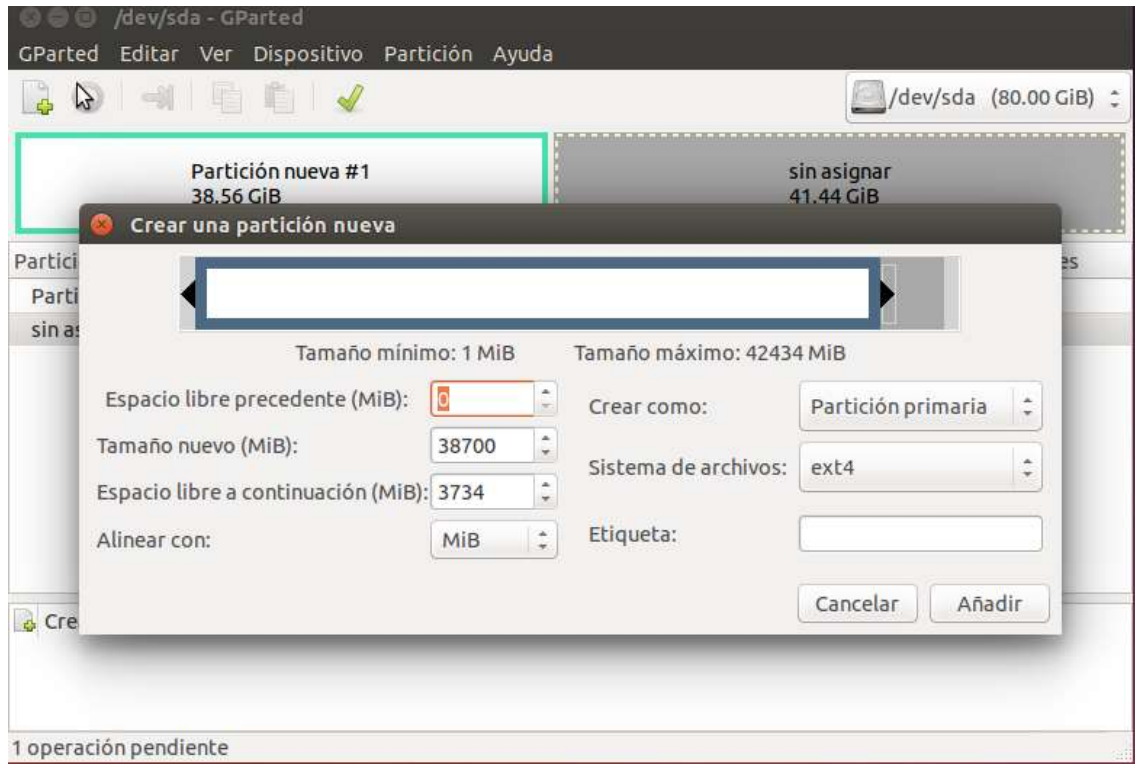 /dev/sda - GParted
GParted Editar Ver Dispositivo Partición Ayuda
/dev/sda (80.00 GiB)
Partición nueva #1
38.56 GiB
sin asignar
41.44 GiB
Crear una partición nueva
Partici
es
Parti
sin as
Tamaño mínimo: 1 MiB
Tamaño máximo: 42434 MiB
Espacio libre precedente (MiB): 0
Tamaño nuevo (MiB): 38700
Espacio libre a continuación (MiB): 3734
Alinear con: MiB
Crear como: Partición primaria
Sistema de archivos: ext4
Etiqueta:
Cancelar
Añadir
Cre
1 operación pendiente